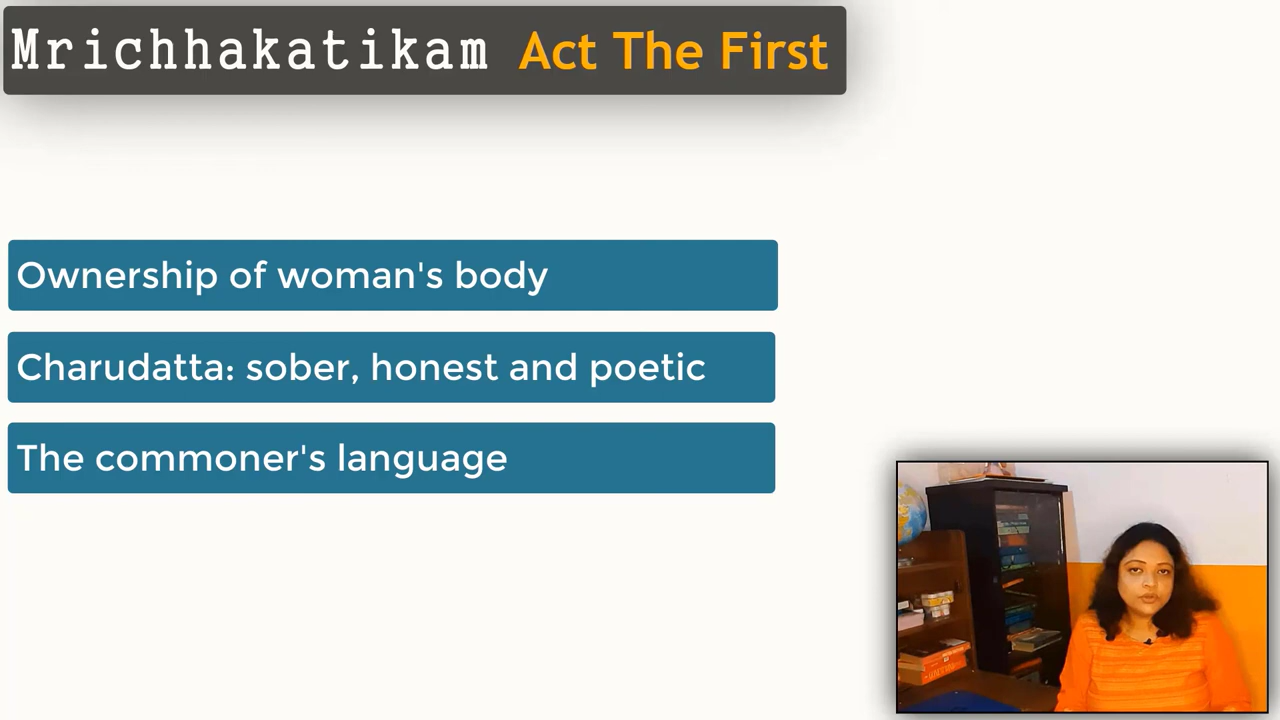 Mrichhakatikam Act The First
Ownership of woman's body
Charudatta: sober, honest and poetic
The commoner's language